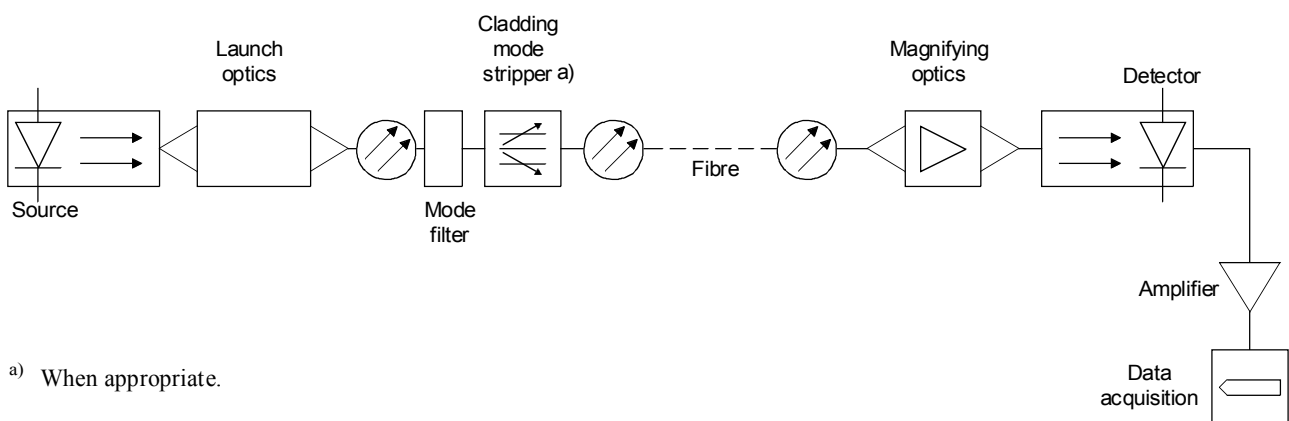 Cladding
mode
stripper a)
Launch
optics
Magnifying
optics
Detector
Source
Mode
filter
Fibre
Amplifier
Data
acquisition
a) When appropriate.